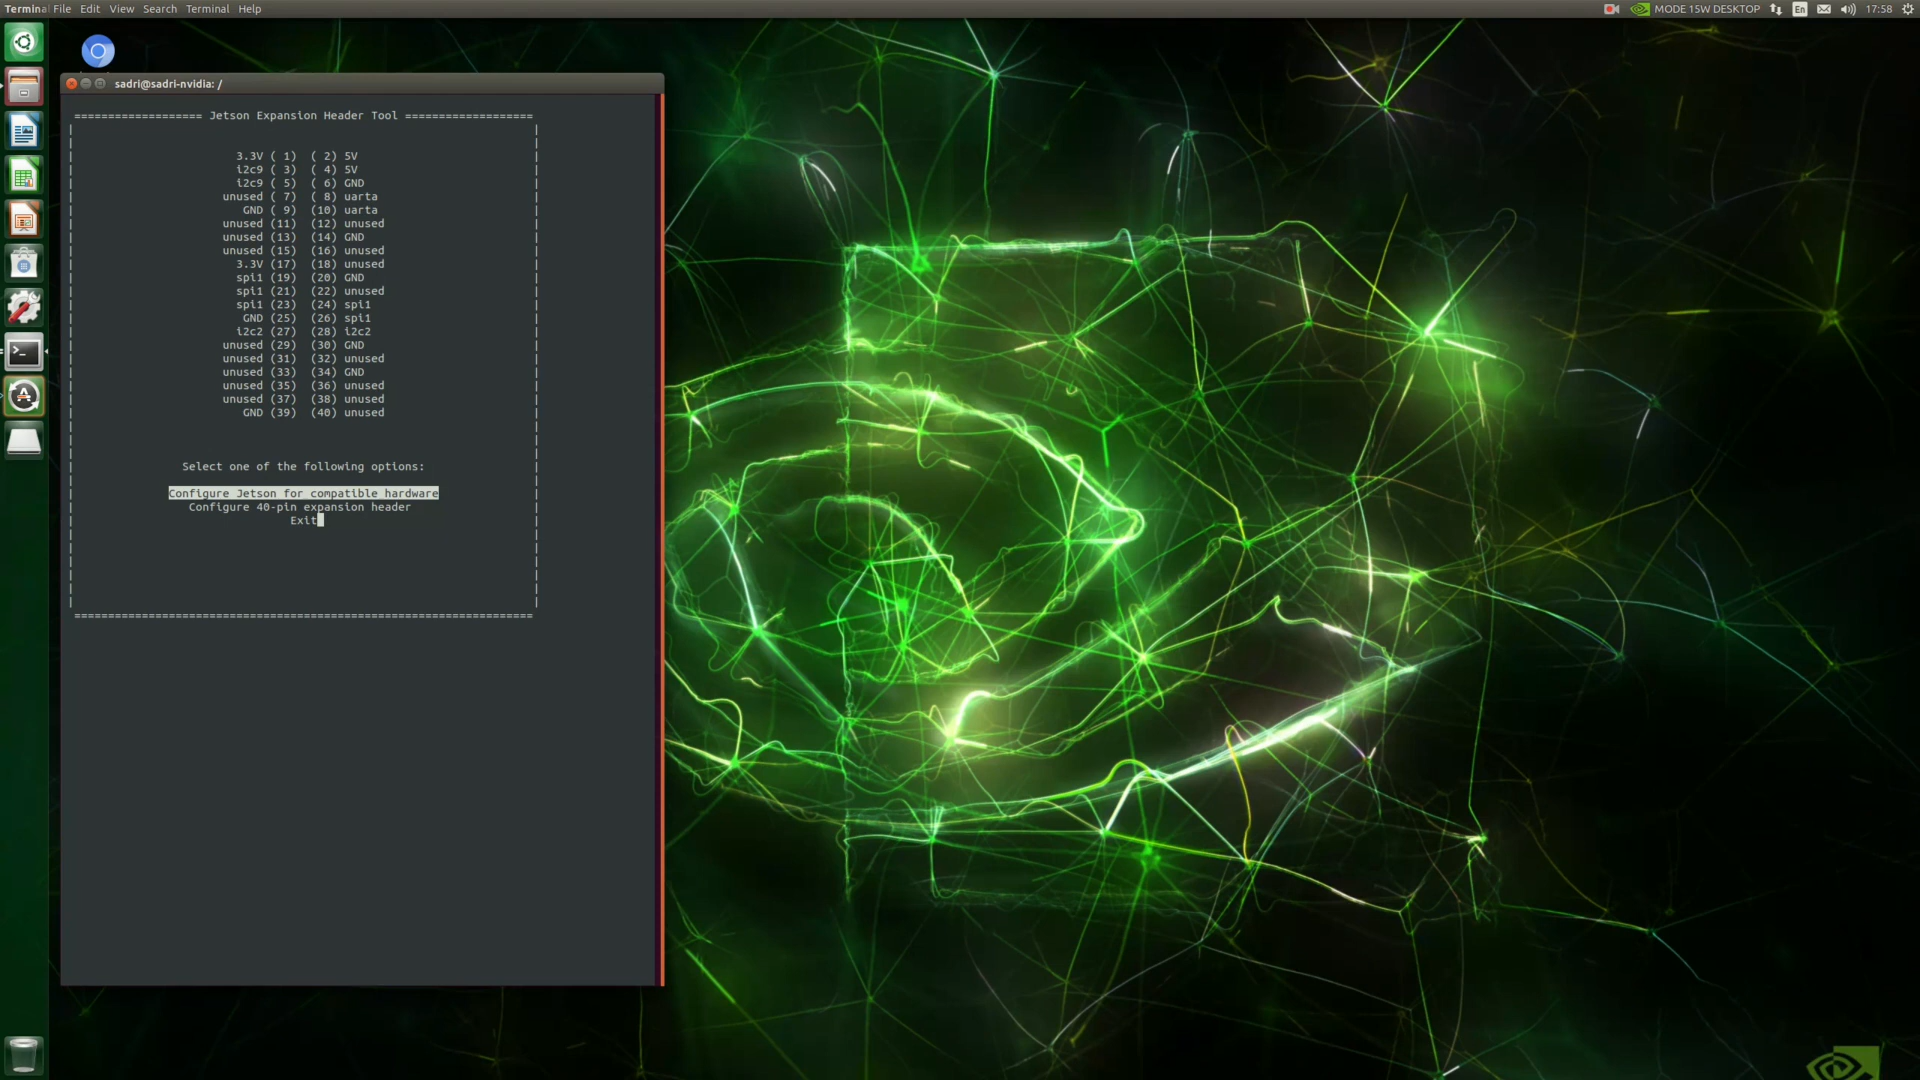 Terminal File Edit View Search Terminal Help
MODE 15W DESKTOP En 17:58
sadri@sadri-nvidia: /
=================== Jetson Expansion Header Tool ===================
3.3V ( 1) ( 2) 5V
i2c9 ( 3) ( 4) 5V
i2c9 ( 5) ( 6) GND
unused ( 7) ( 8) uarta
GND ( 9) (10) uarta
unused (11) (12) unused
unused (13) (14) GND
unused (15) (16) unused
3.3V (17) (18) unused
spi1 (19) (20) GND
spi1 (21) (22) unused
spi1 (23) (24) spi1
GND (25) (26) spi1
i2c2 (27) (28) i2c2
unused (29) (30) GND
unused (31) (32) unused
unused (33) (34) GND
unused (35) (36) unused
unused (37) (38) unused
GND (39) (40) unused
Select one of the following options:
Configure Jetson for compatible hardware
Configure 40-pin expansion header
Exit
====================================================================